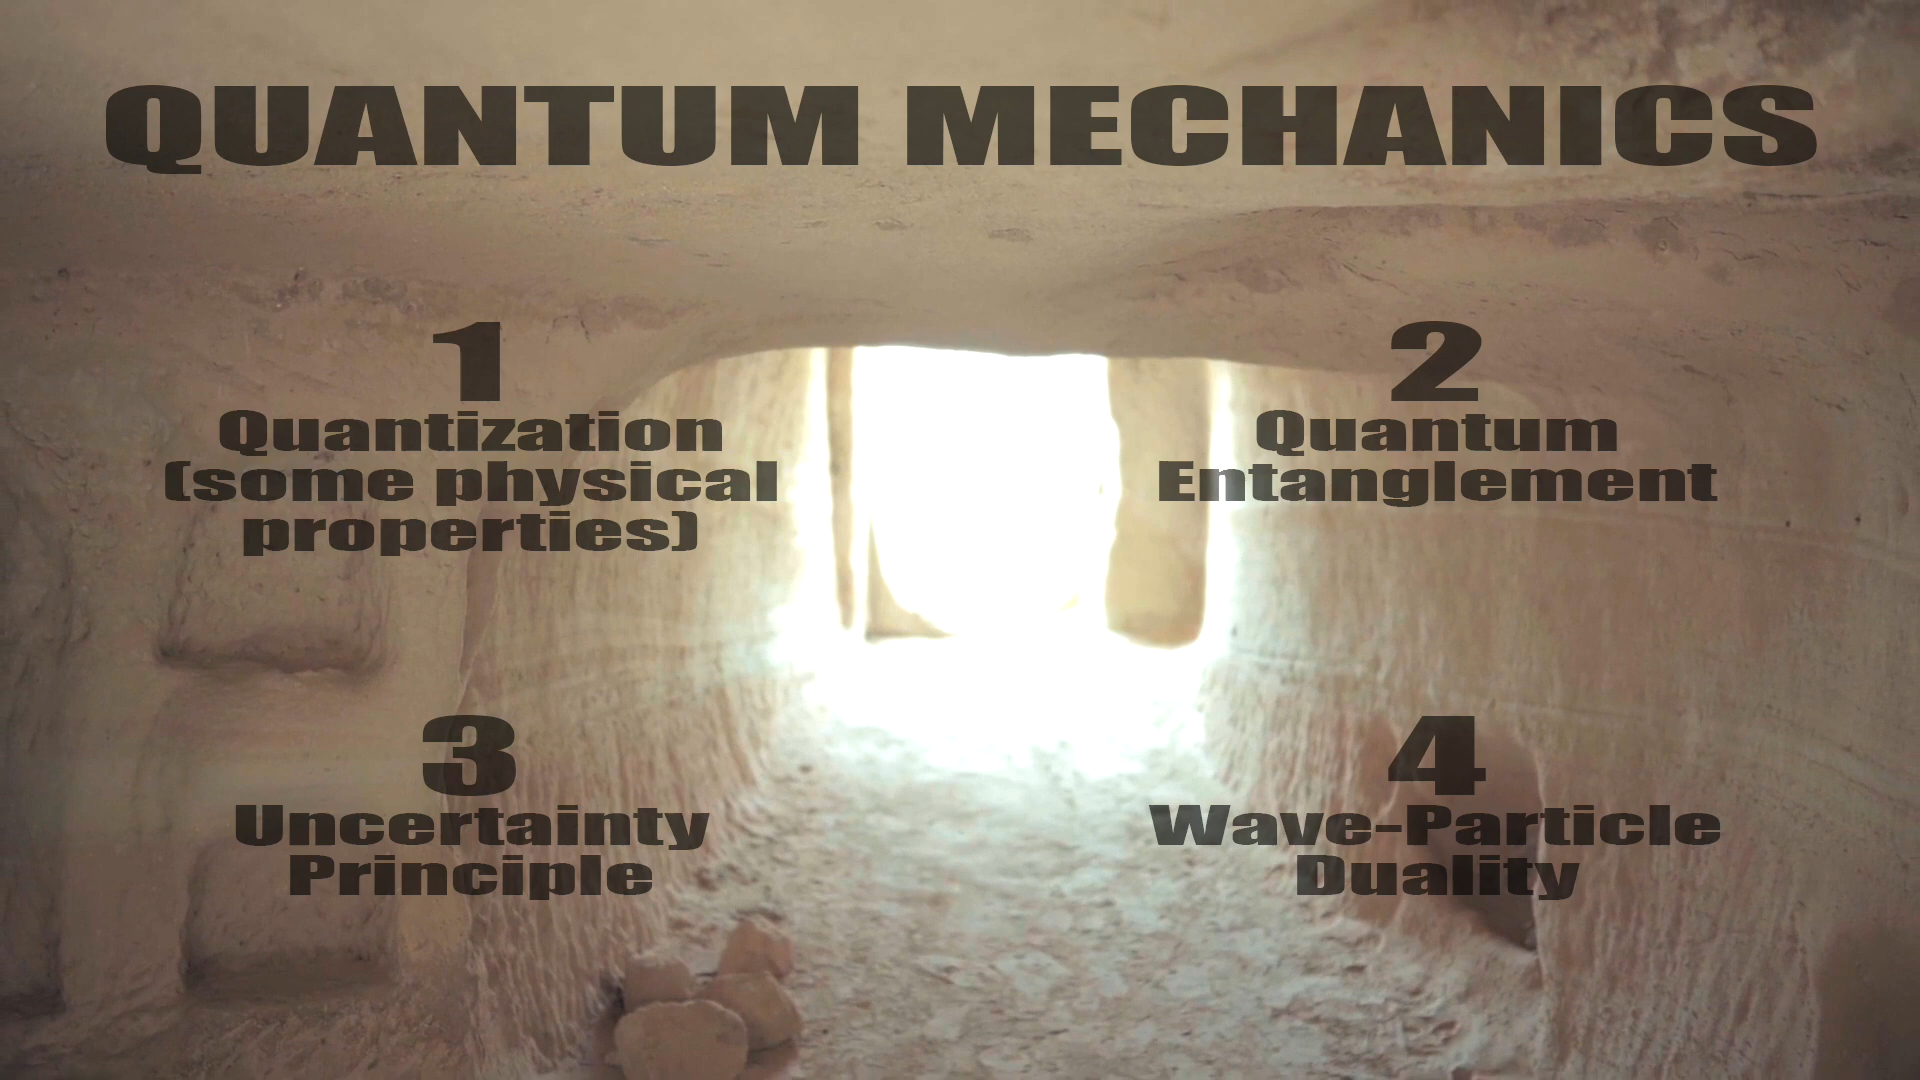 QUANTUM MECHANICS
1
Quantization
(some physical
properties)
2
Quantum
Entanglement
3
Uncertainty
Principle
4
Wave-Particle
Duality